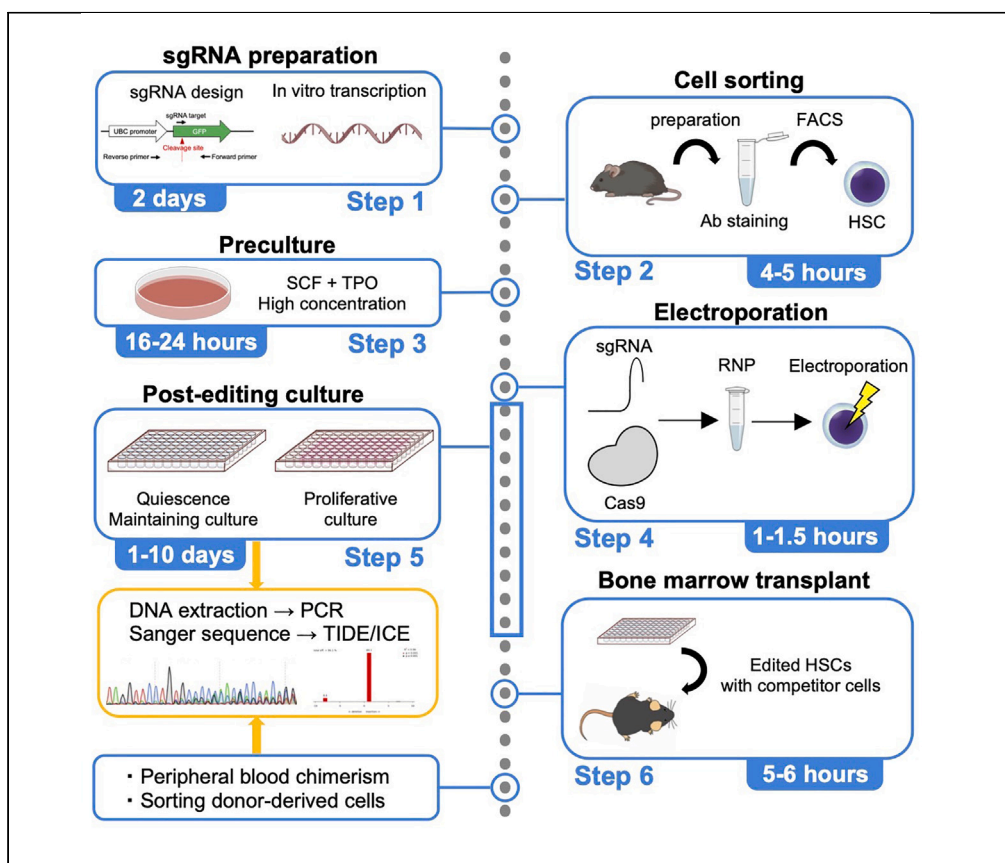 sgRNA preparation
sgRNA design
In vitro transcription
sgRNA target
UBC promoter
GFP
Cleavage site
Reverse primer
Forward primer
2 days
Step 1
Cell sorting
preparation
FACS
Ab staining
HSC
Step 2
4-5 hours
Preculture
SCF + TPO
High concentration
16-24 hours
Step 3
Electroporation
sgRNA
RNP
Electroporation
Cas9
Step 4
1-1.5 hours
Post-editing culture
Quiescence
Maintaining culture
Proliferative
culture
1-10 days
Step 5
DNA extraction → PCR
Sanger sequence → TIDE/ICE
Bone marrow transplant
Edited HSCs
with competitor cells
Step 6
5-6 hours
・Peripheral blood chimerism
・Sorting donor-derived cells